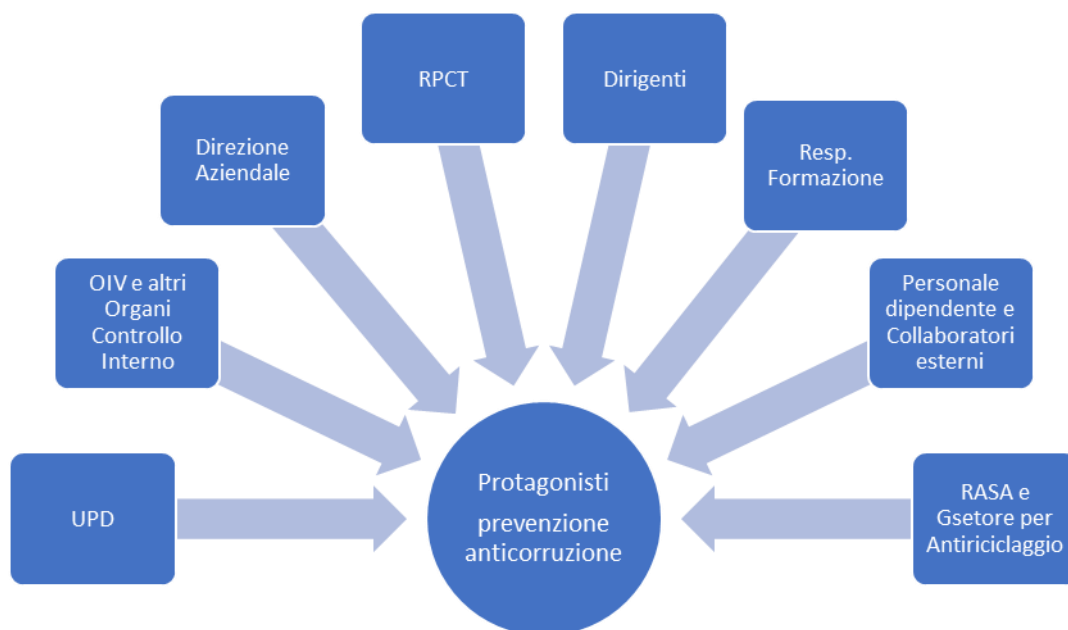 RPCT
Dirigenti
Direzione
Aziendale
Resp.
Formazione
OIV e altri
Organi
Controllo
Interno
Personale
dipendente e
Collaboratori
esterni
UPD
Protagonisti
prevenzione
anticorruzione
RASA e
Gsetore per
Antiriciclaggio